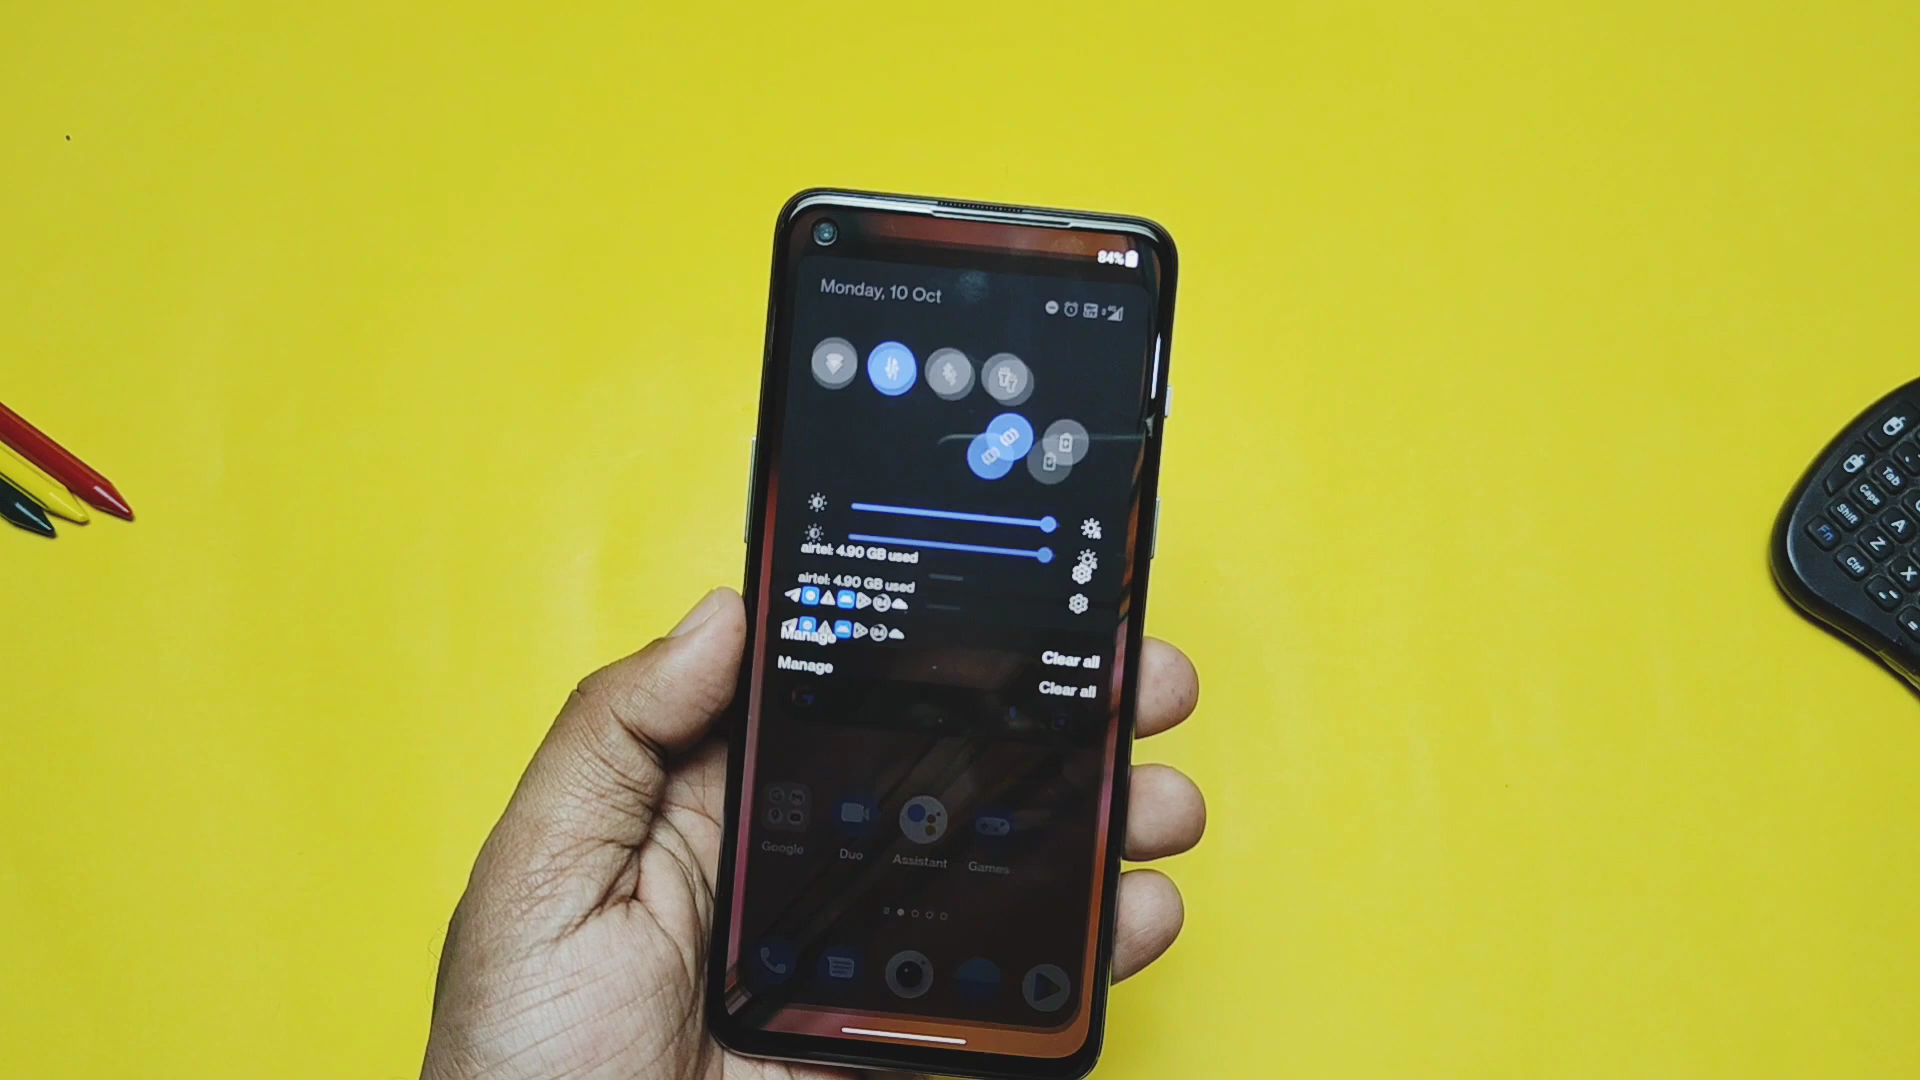 84%
Monday, 10 Oct
airtel: 4.90 GB used
airtel: 4.90 GB used
Manage
Manage
Clear all
Clear all
Google
Duo
Assistant
Games
Tab
Caps
A
Shift
Z
Fn
X
Ctrl